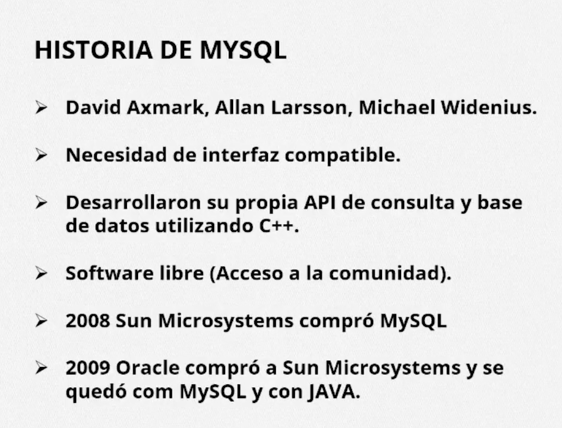 HISTORIA DE MYSQL
➢ David Axmark, Allan Larsson, Michael Widenius.
➢ Necesidad de interfaz compatible.
➢ Desarrollaron su propia API de consulta y base
de datos utilizando C++.
➢ Software libre (Acceso a la comunidad).
➢ 2008 Sun Microsystems compró MySQL
➢ 2009 Oracle compró a Sun Microsystems y se
quedó com MySQL y con JAVA.